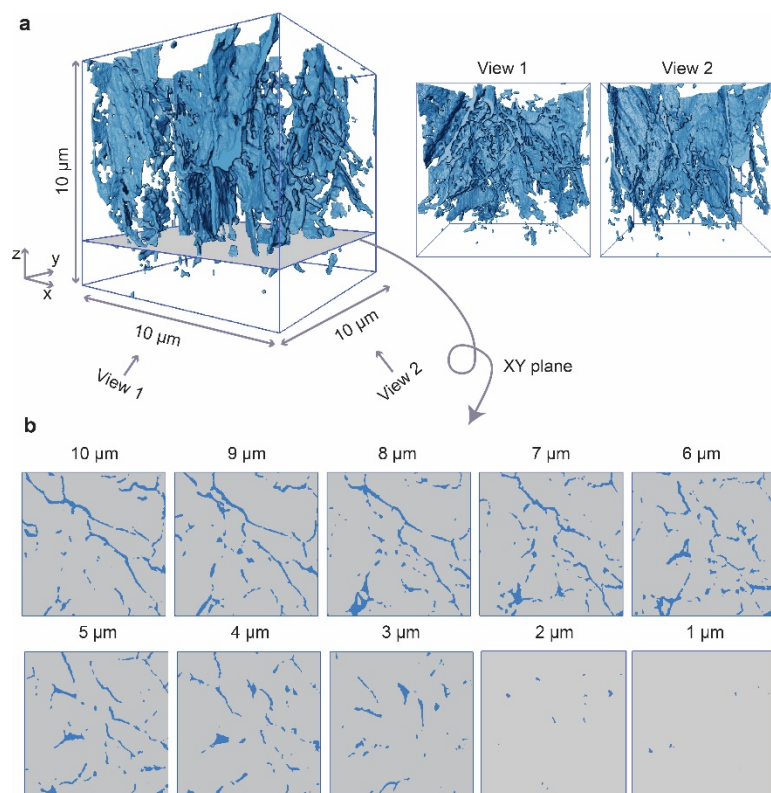 a
View 1
View 2
10 µm
z
y
x
10 µm
10 µm
View 1
View 2
XY plane
b
10 µm
9 µm
8 µm
7 µm
6 µm
5 µm
4 µm
3 µm
2 µm
1 µm